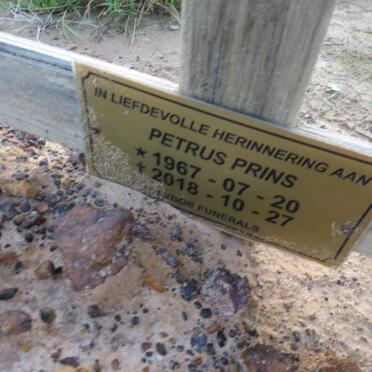 IN LIEFDEVOLLE HERINNERING AAN
PETRUS PRINS
★ 1967 - 07 - 20
✝ 2018 - 10 - 27
FUNERALS